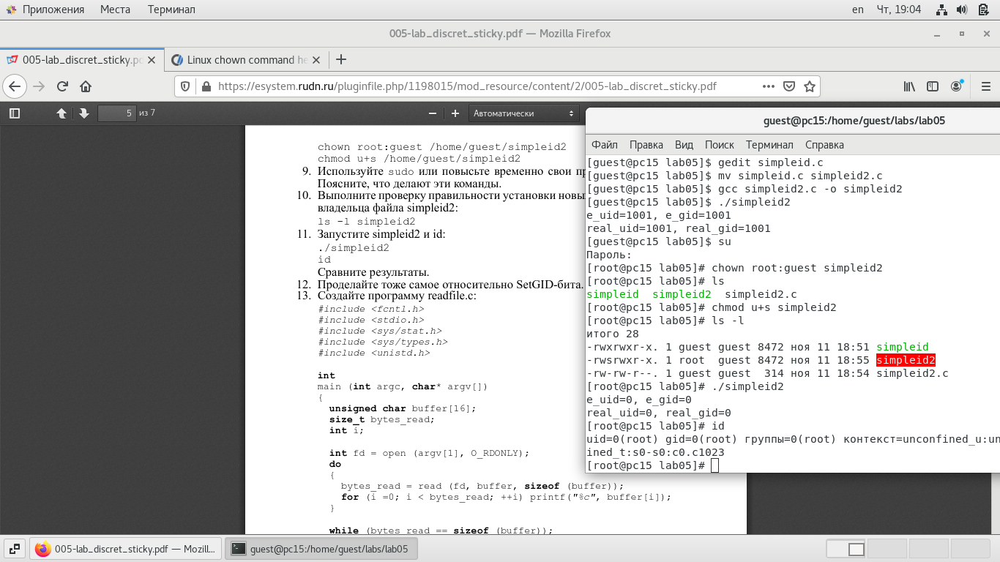 Приложения Места Терминал en Чт, 19:04
005-lab_discret_sticky.pdf — Mozilla Firefox
005-lab_discret_sticky.pd Linux chown command he
https://esystem.rudn.ru/pluginfile.php/1198015/mod_resource/content/2/005-lab_discret_sticky.pdf
5 из 7 Автоматически
chown root:guest /home/guest/simpleid2
chmod u+s /home/guest/simpleid2
9. Используйте sudo или повысьте временно свои пр
Поясните, что делают эти команды.
10. Выполните проверку правильности установки новы
владельца файла simpleid2:
ls -l simpleid2
11. Запустите simpleid2 и id:
./simpleid2
id
Сравните результаты.
12. Проделайте тоже самое относительно SetGID-бита.
13. Создайте программу readfile.c:
#include <fcntl.h>
#include <stdio.h>
#include <sys/stat.h>
#include <sys/types.h>
#include <unistd.h>
int
main (int argc, char* argv[])
{
unsigned char buffer[16];
size_t bytes_read;
int i;
int fd = open (argv[1], O_RDONLY);
do
{
bytes_read = read (fd, buffer, sizeof (buffer));
for (i =0; i < bytes_read; ++i) printf("%c", buffer[i]);
}
while (bytes_read == sizeof (buffer));
guest@pc15:/home/guest/labs/lab05
Файл Правка Вид Поиск Терминал Справка
[guest@pc15 lab05]$ gedit simpleid.c
[guest@pc15 lab05]$ mv simpleid.c simpleid2.c
[guest@pc15 lab05]$ gcc simpleid2.c -o simpleid2
[guest@pc15 lab05]$ ./simpleid2
e_uid=1001, e_gid=1001
real_uid=1001, real_gid=1001
[guest@pc15 lab05]$ su
Пароль:
[root@pc15 lab05]# chown root:guest simpleid2
[root@pc15 lab05]# ls
simpleid simpleid2 simpleid2.c
[root@pc15 lab05]# chmod u+s simpleid2
[root@pc15 lab05]# ls -l
итого 28
-rwxrwxr-x. 1 guest guest 8472 ноя 11 18:51 simpleid
-rwsrwxr-x. 1 root guest 8472 ноя 11 18:55 simpleid2
-rw-rw-r--. 1 guest guest 314 ноя 11 18:54 simpleid2.c
[root@pc15 lab05]# ./simpleid2
e_uid=0, e_gid=0
real_uid=0, real_gid=0
[root@pc15 lab05]# id
uid=0(root) gid=0(root) группы=0(root) контекст=unconfined_u:un
ined_t:s0-s0:c0.c1023
[root@pc15 lab05]#
005-lab_discret_sticky.pdf — Mozill... guest@pc15:/home/guest/labs/lab05